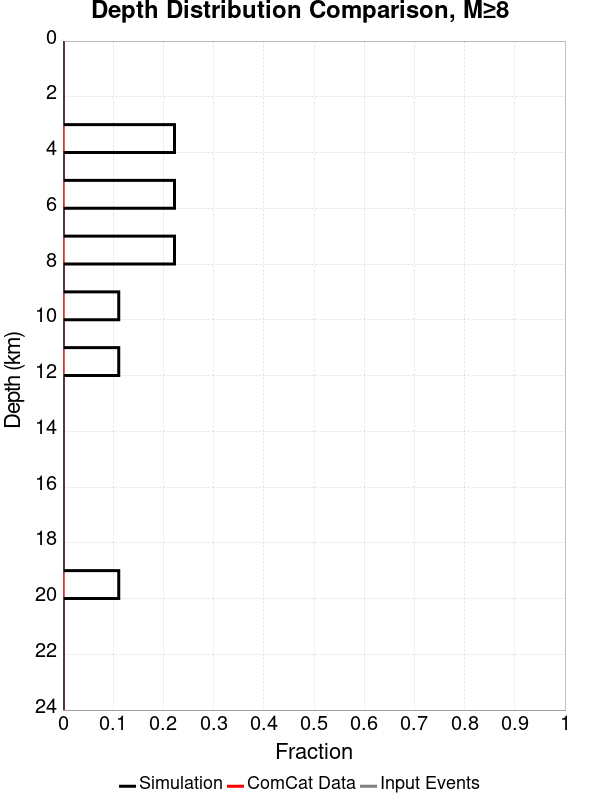 Depth Distribution Comparison, M≥8
0
2
4
6
8
10
12
14
16
18
20
22
24
Depth (km)
0 0.1 0.2 0.3 0.4 0.5 0.6 0.7 0.8 0.9 1
Fraction
Simulation ComCat Data Input Events